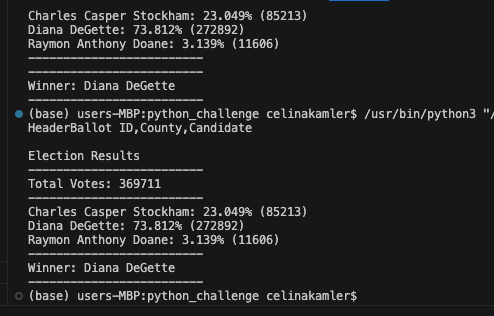 Charles Casper Stockham: 23.049% (85213)
Diana DeGette: 73.812% (272892)
Raymon Anthony Doane: 3.139% (11606)
-------------------------
-------------------------
Winner: Diana DeGette
-------------------------
(base) users-MBP:python_challenge celinakamler$ /usr/bin/python3 "/
HeaderBallot ID,County,Candidate
Election Results
-------------------------
Total Votes: 369711
-------------------------
Charles Casper Stockham: 23.049% (85213)
Diana DeGette: 73.812% (272892)
Raymon Anthony Doane: 3.139% (11606)
-------------------------
Winner: Diana DeGette
-------------------------
(base) users-MBP:python_challenge celinakamler$